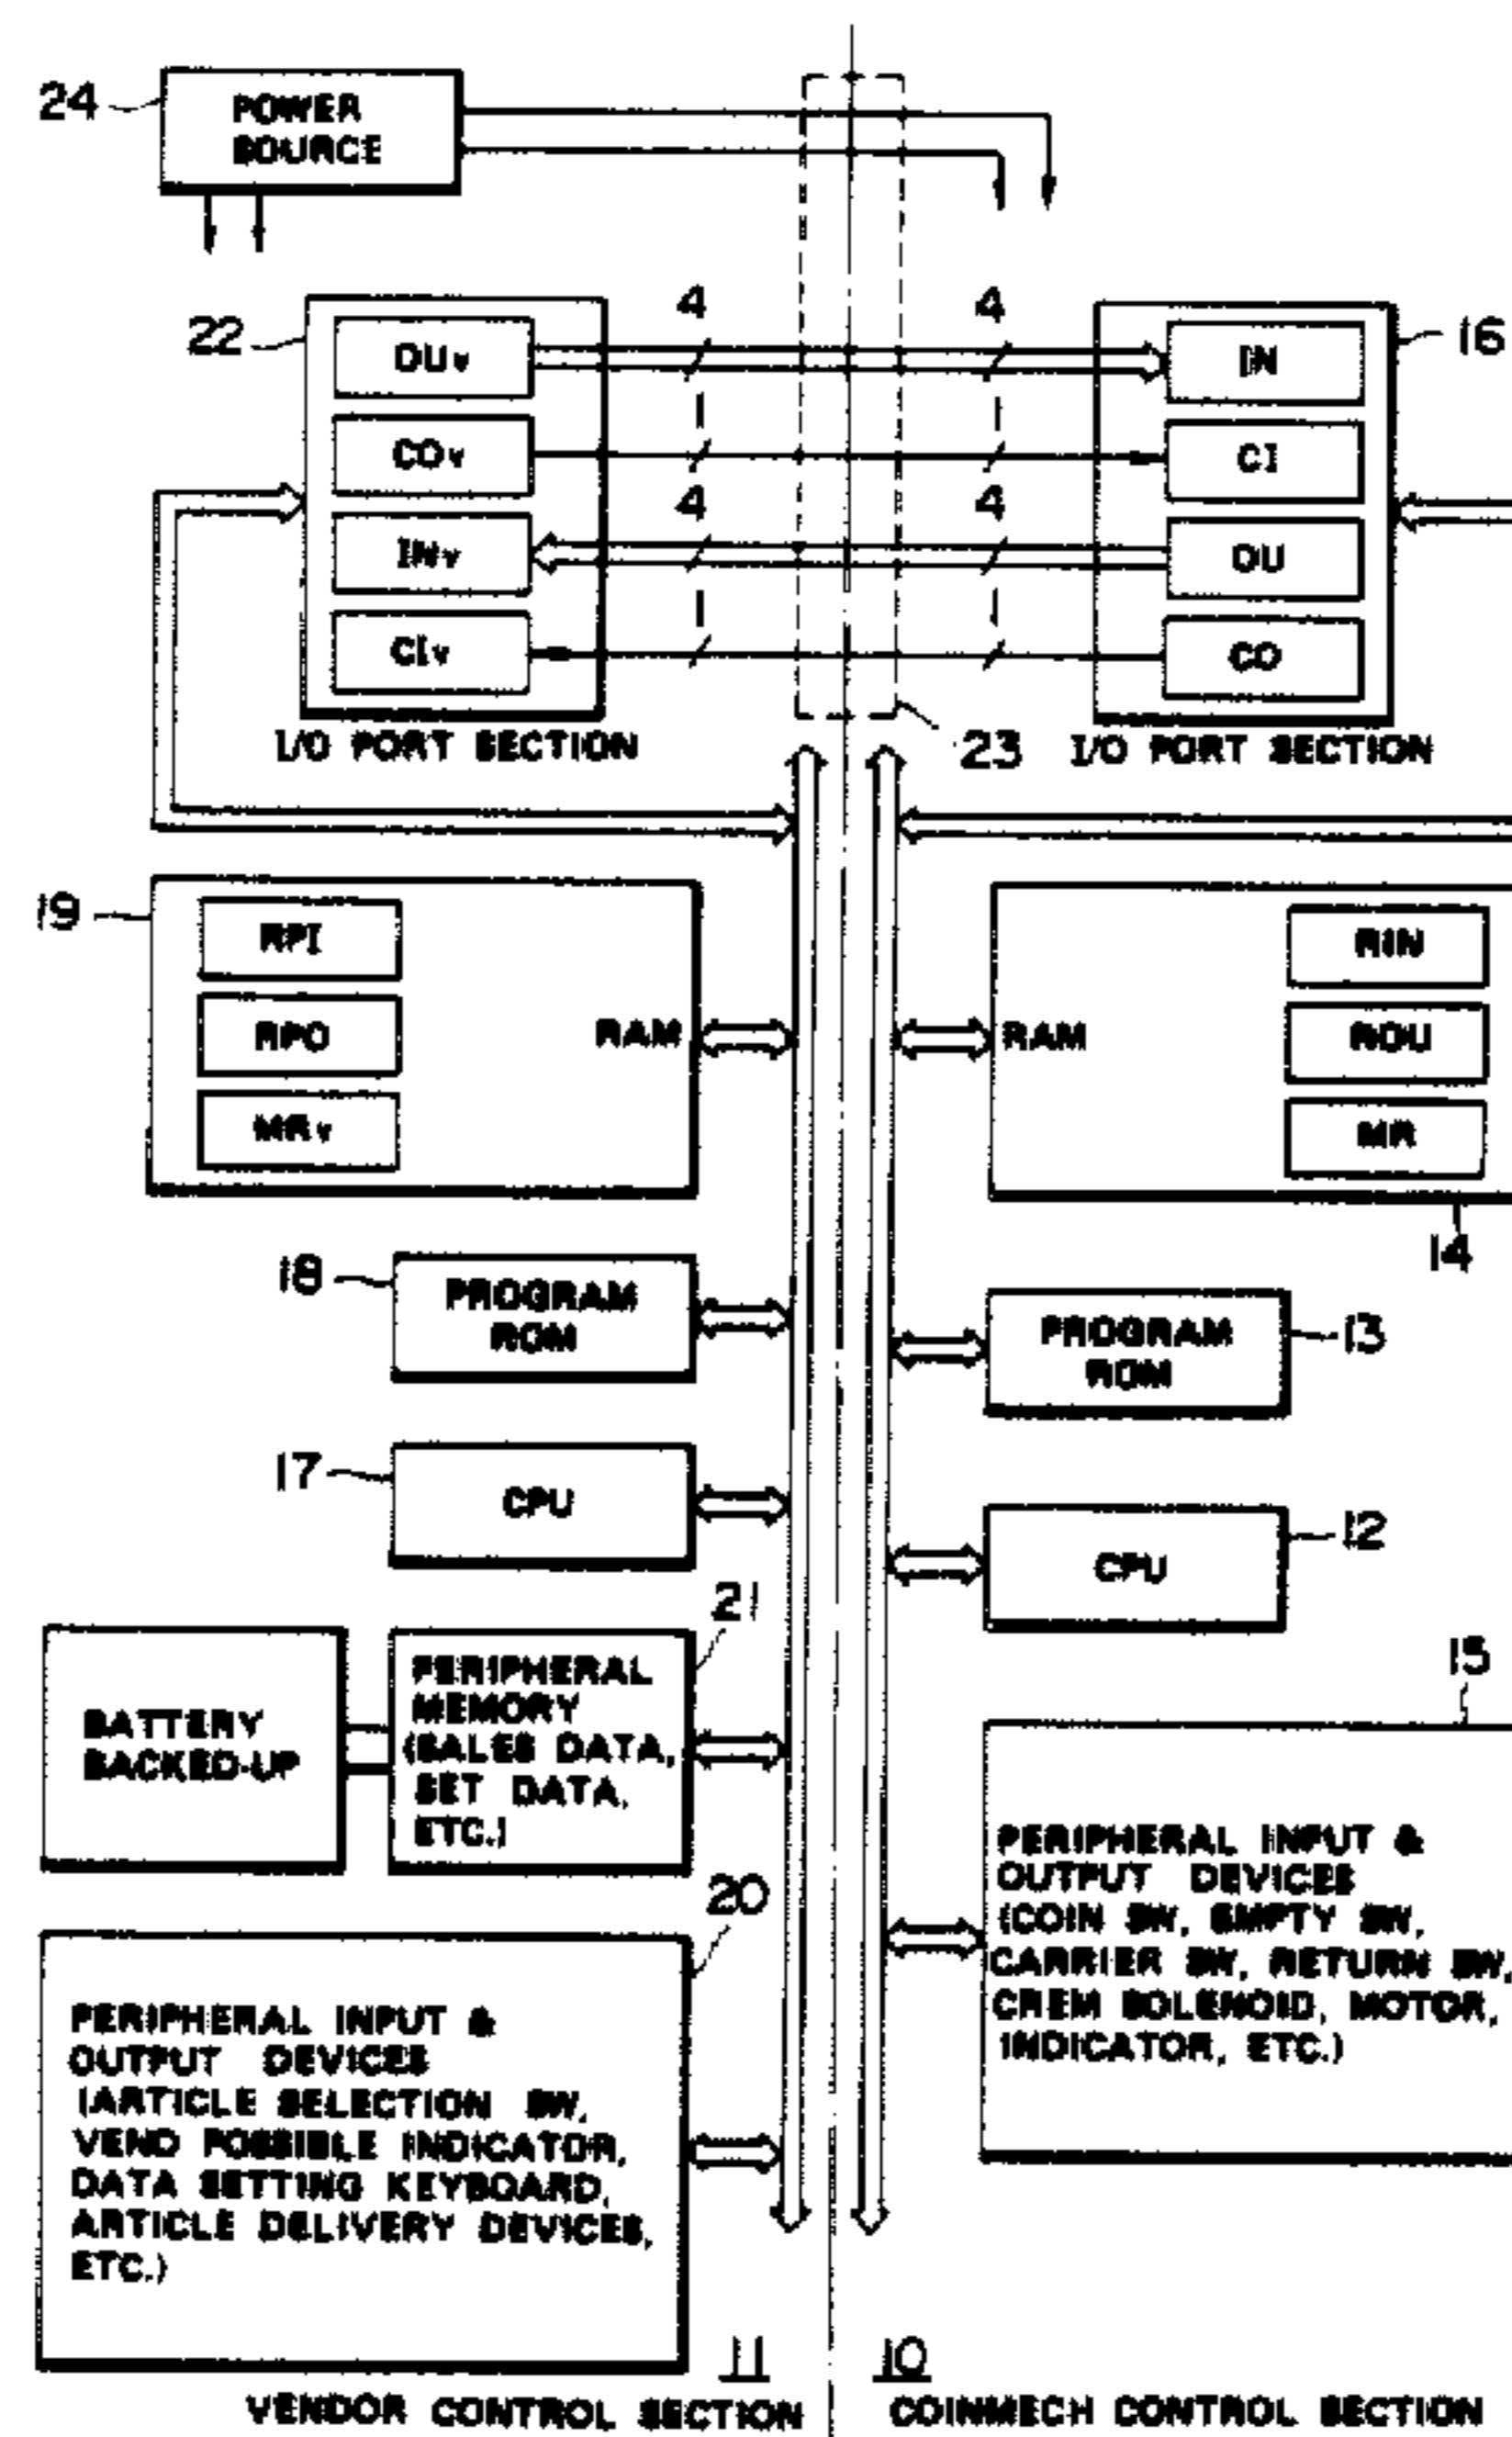 24
POWER
SOURCE
4
4
22
OUv
IN
16
COv
CI
4
4
INv
OU
CIv
CO
I/O PORT SECTION
23
I/O PORT SECTION
19
RPI
RIN
RPO
RAM
RAM
ROU
MRv
MR
14
18
PROGRAM
ROM
13
PROGRAM
ROM
17
CPU
12
CPU
21
BATTERY
BACKED-UP
PERIPHERAL
MEMORY
(SALES DATA,
SET DATA,
ETC.)
15
PERIPHERAL INPUT &
OUTPUT DEVICES
(COIN SW, EMPTY SW,
CARRIER SW, RETURN SW,
CREM SOLENOID, MOTOR,
INDICATOR, ETC.)
20
PERIPHERAL INPUT &
OUTPUT DEVICES
(ARTICLE SELECTION SW,
VEND POSSIBLE INDICATOR,
DATA SETTING KEYBOARD,
ARTICLE DELIVERY DEVICES,
ETC.)
11
10
VENDOR CONTROL SECTION
COINMECH CONTROL SECTION